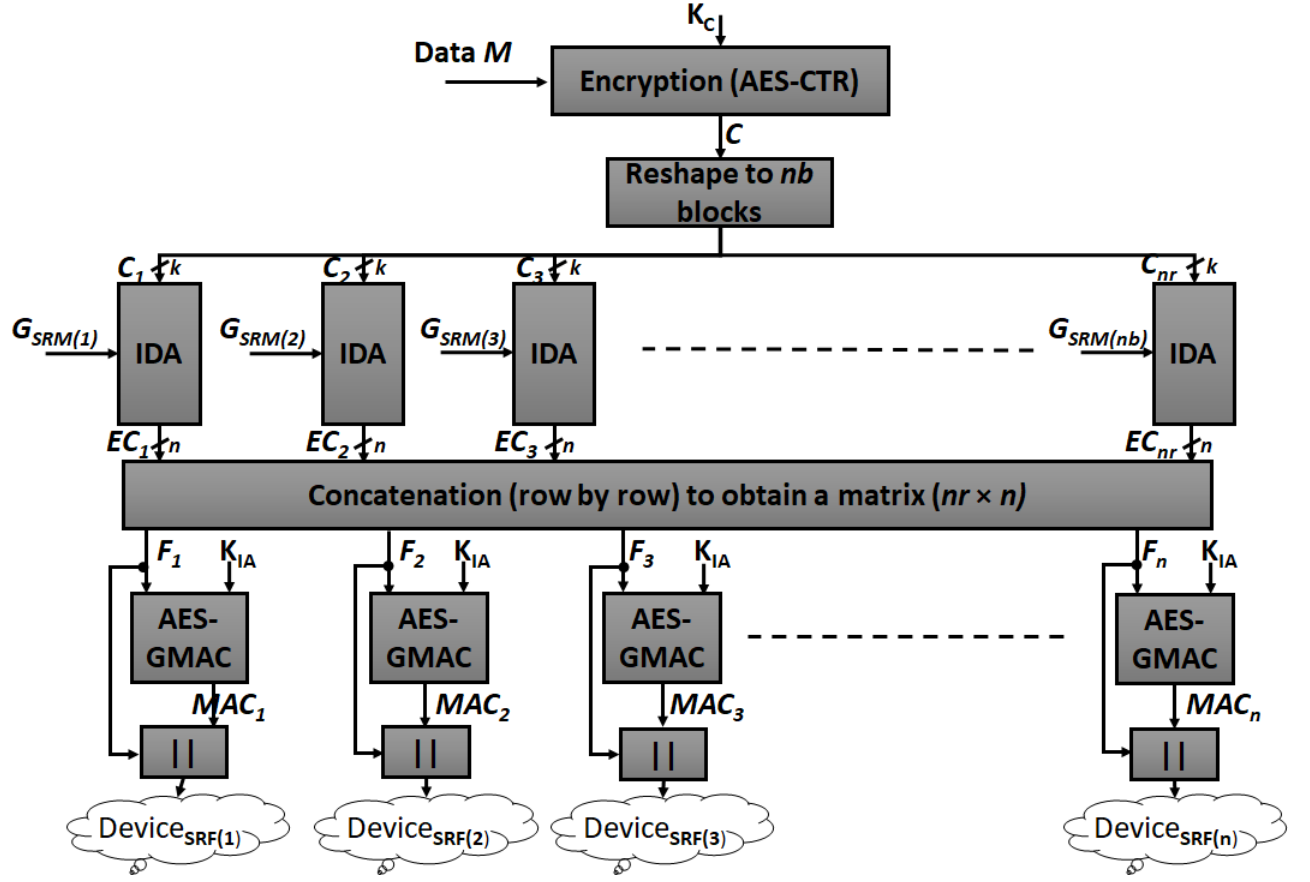 K_C
Data M
Encryption (AES-CTR)
C
Reshape to nb
blocks
C_1 k C_2 k C_3 k C_nr k
G_SRM(1) IDA G_SRM(2) IDA G_SRM(3) IDA G_SRM(nb) IDA
EC_1 n EC_2 n EC_3 n EC_nr n
Concatenation (row by row) to obtain a matrix (nr × n)
F_1 K_IA F_2 K_IA F_3 K_IA F_n K_IA
AES- AES- AES- AES-
GMAC GMAC GMAC GMAC
MAC_1 MAC_2 MAC_3 MAC_n
|| || || ||
Device_SRF(1) Device_SRF(2) Device_SRF(3) Device_SRF(n)